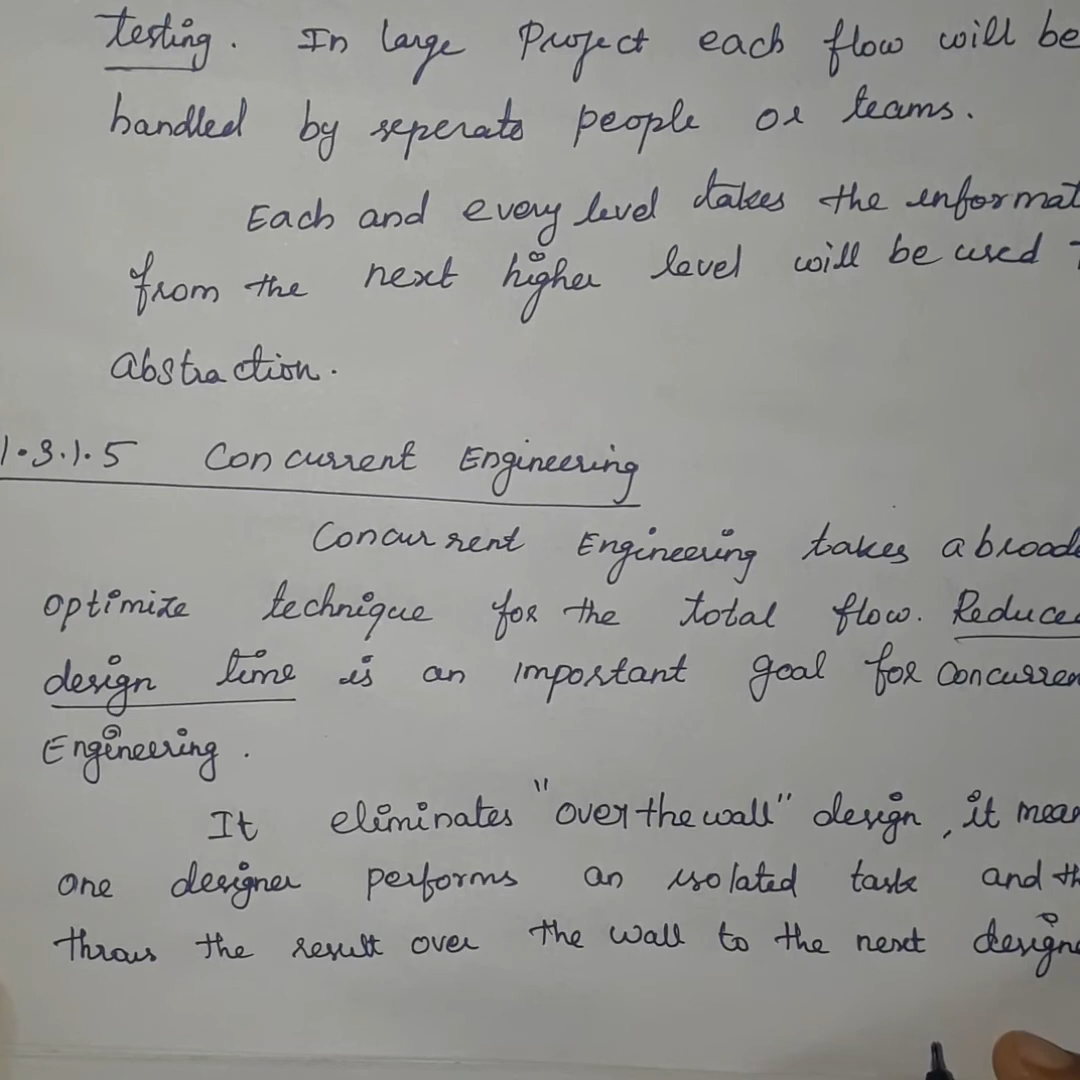 testing. In large Project each flow will be
handled by seperate people or teams.
Each and every level takes the informat
from the next higher level will be used
abstraction.
1.3.1.5 Concurrent Engineering
Concurrent Engineering takes a broade
optimize technique for the total flow. Reduced
design time is an important goal for Concurren
Engineering.
It eliminates "over the wall" design, it mean
one designer performs an isolated task and th
throws the result over the wall to the next designe